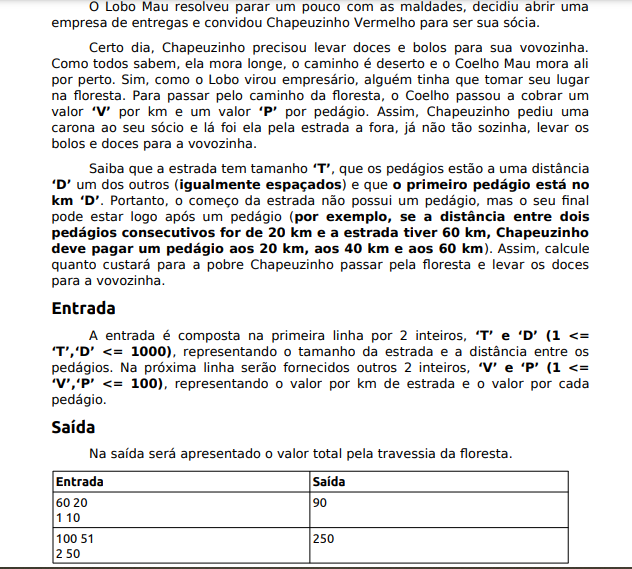 O Lobo Mau resolveu parar um pouco com as maldades, decidiu abrir uma
empresa de entregas e convidou Chapeuzinho Vermelho para ser sua sócia.
Certo dia, Chapeuzinho precisou levar doces e bolos para sua vovozinha.
Como todos sabem, ela mora longe, o caminho é deserto e o Coelho Mau mora ali
por perto. Sim, como o Lobo virou empresário, alguém tinha que tomar seu lugar
na floresta. Para passar pelo caminho da floresta, o Coelho passou a cobrar um
valor ‘V’ por km e um valor ‘P’ por pedágio. Assim, Chapeuzinho pediu uma
carona ao seu sócio e lá foi ela pela estrada a fora, já não tão sozinha, levar os
bolos e doces para a vovozinha.
Saiba que a estrada tem tamanho ‘T’, que os pedágios estão a uma distância
‘D’ um dos outros (igualmente espaçados) e que o primeiro pedágio está no
km ‘D’. Portanto, o começo da estrada não possui um pedágio, mas o seu final
pode estar logo após um pedágio (por exemplo, se a distância entre dois
pedágios consecutivos for de 20 km e a estrada tiver 60 km, Chapeuzinho
deve pagar um pedágio aos 20 km, aos 40 km e aos 60 km). Assim, calcule
quanto custará para a pobre Chapeuzinho passar pela floresta e levar os doces
para a vovozinha.
Entrada
A entrada é composta na primeira linha por 2 inteiros, ‘T’ e ‘D’ (1 <=
‘T’,‘D’ <= 1000), representando o tamanho da estrada e a distância entre os
pedágios. Na próxima linha serão fornecidos outros 2 inteiros, ‘V’ e ‘P’ (1 <=
‘V’,‘P’ <= 100), representando o valor por km de estrada e o valor por cada
pedágio.
Saída
Na saída será apresentado o valor total pela travessia da floresta.
Entrada Saída
60 20 90
1 10
100 51 250
2 50